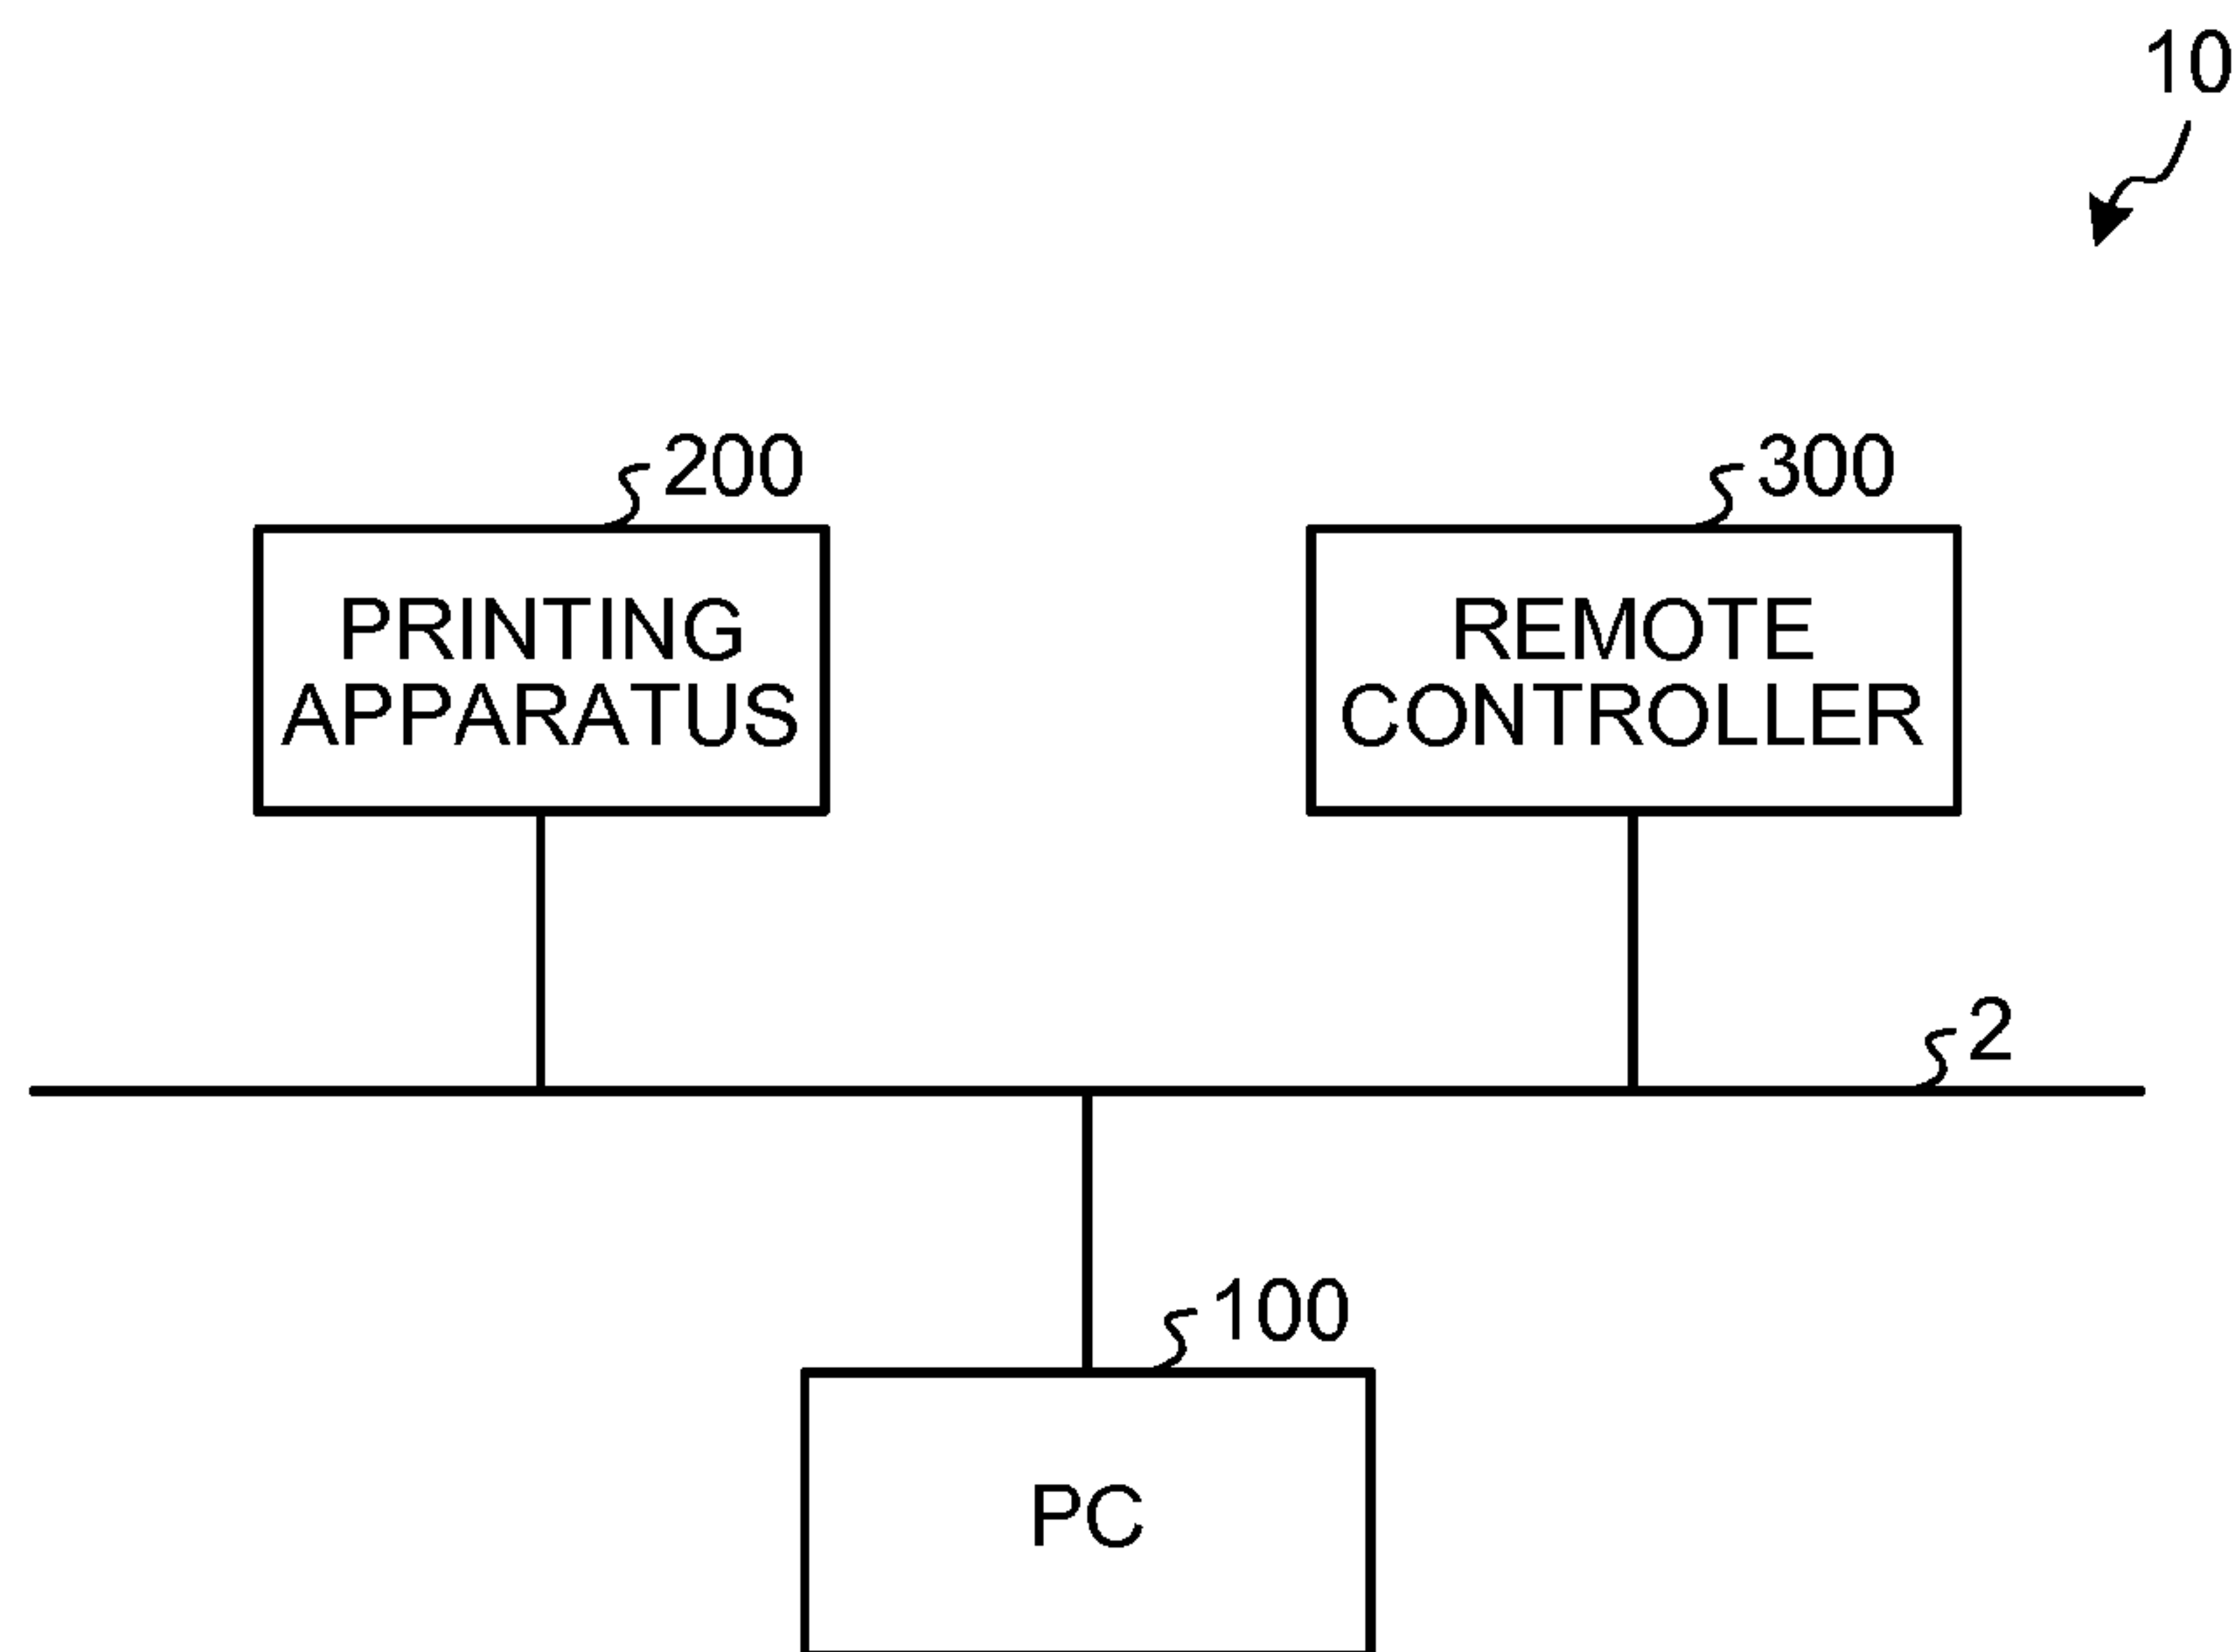 10
200
300
PRINTING
APPARATUS
REMOTE
CONTROLLER
2
100
PC